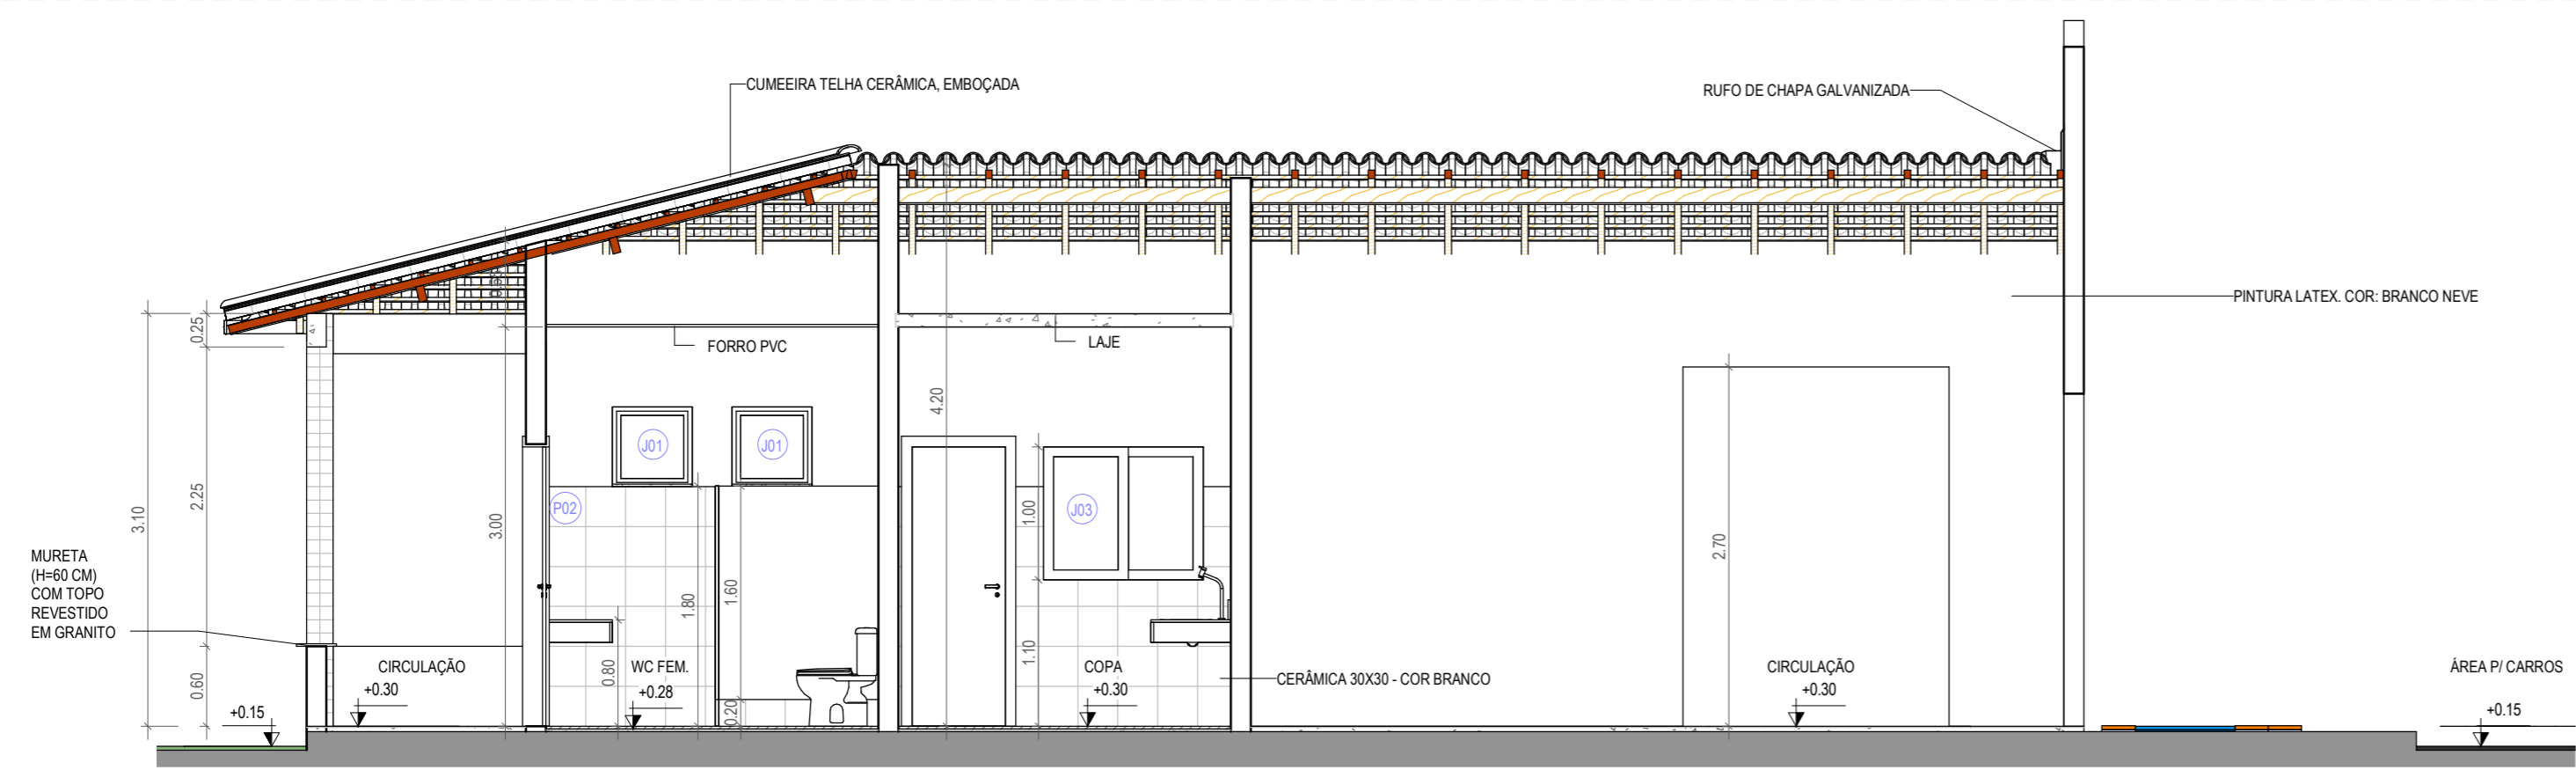 CUMEEIRA TELHA CERÂMICA, EMBOÇADA
RUFO DE CHAPA GALVANIZADA
PINTURA LATEX. COR: BRANCO NEVE
FORRO PVC
LAJE
0.25
2.25
3.10
0.60
3.00
4.20
2.70
J01
J01
P02
J03
1.00
1.10
1.80
1.60
0.80
0.20
MURETA
(H=60 CM)
COM TOPO
REVESTIDO
EM GRANITO
CIRCULAÇÃO
+0.30
WC FEM.
+0.28
COPA
+0.30
CERÂMICA 30X30 - COR BRANCO
CIRCULAÇÃO
+0.30
ÁREA P/ CARROS
+0.15
+0.15